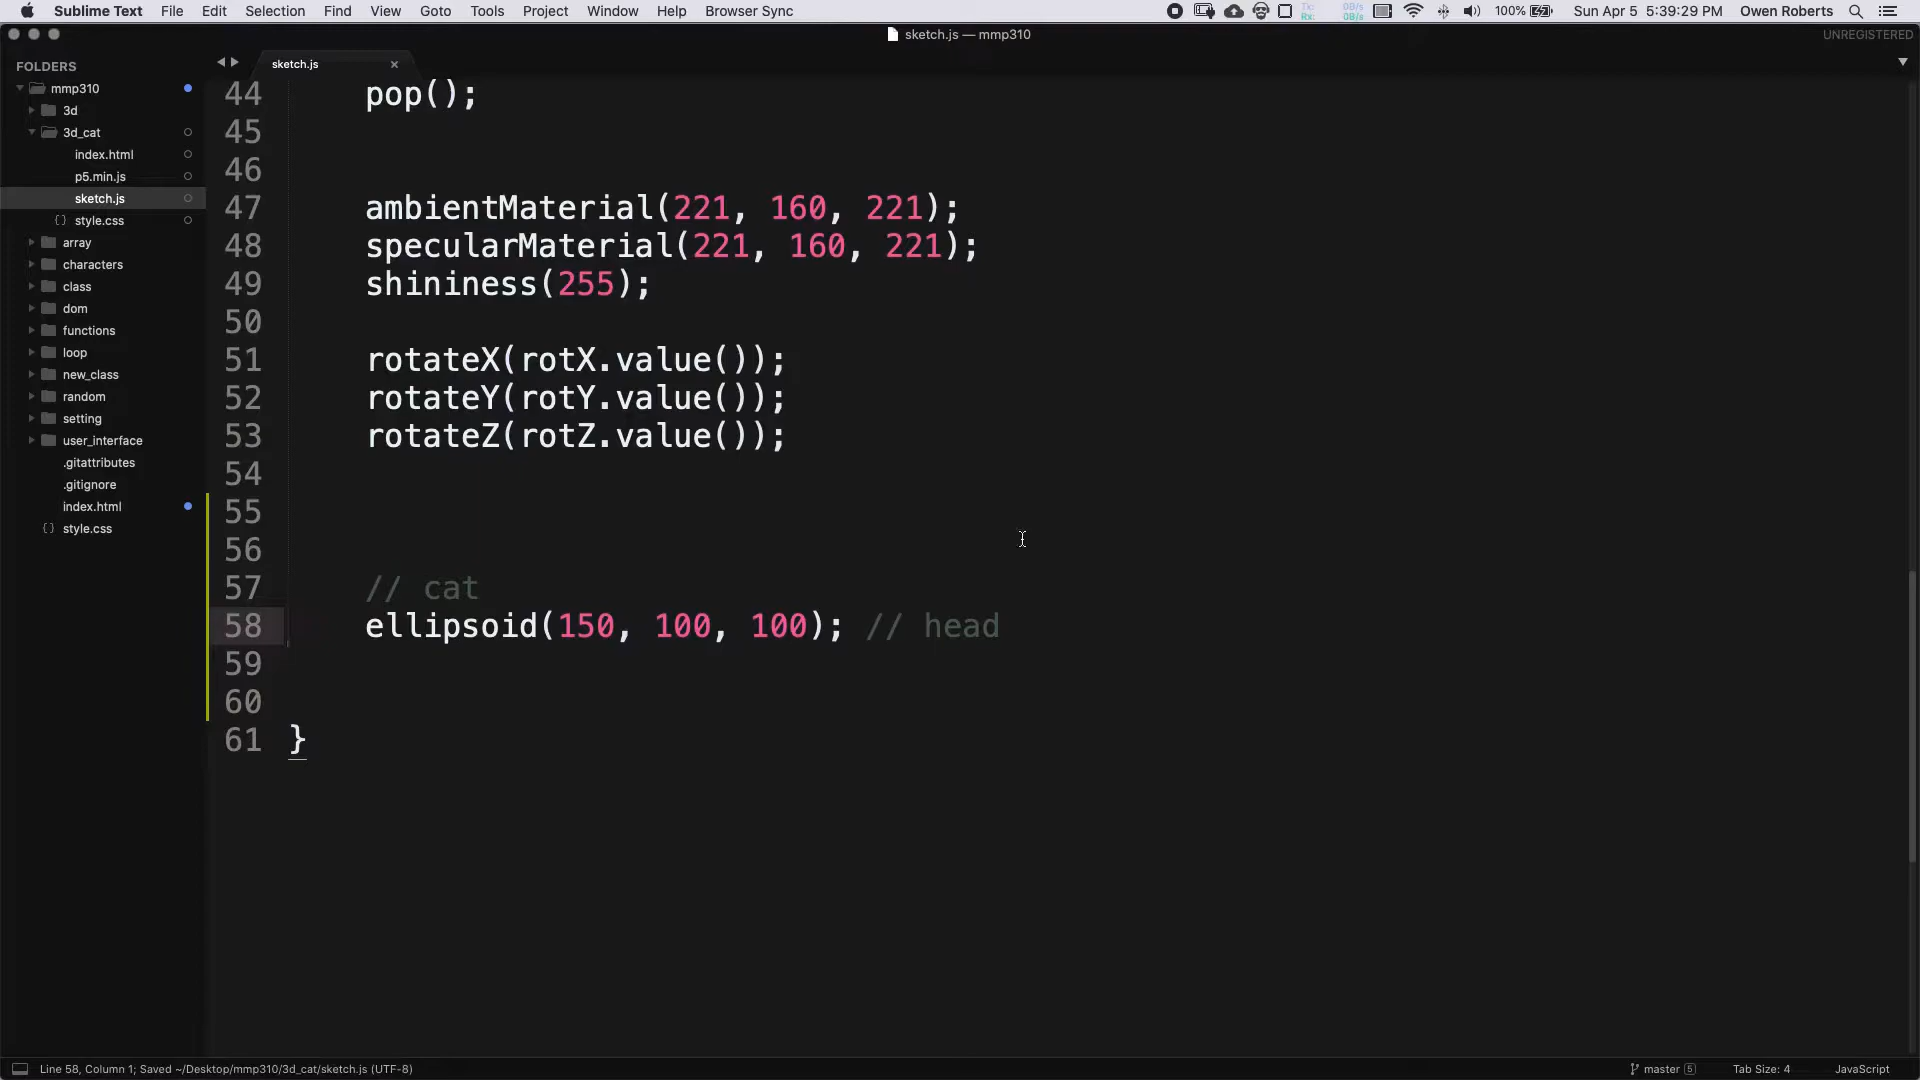 Sublime Text File Edit Selection Find View Goto Tools Project Window Help Browser Sync 100% Sun Apr 5 5:39:29 PM Owen Roberts
sketch.js — mmp310
UNREGISTERED
FOLDERS
mmp310
3d
3d_cat
index.html
p5.min.js
sketch.js
{} style.css
array
characters
class
dom
functions
loop
new_class
random
setting
user_interface
.gitattributes
.gitignore
index.html
{} style.css
sketch.js
44 pop();
45
46
47 ambientMaterial(221, 160, 221);
48 specularMaterial(221, 160, 221);
49 shininess(255);
50
51 rotateX(rotX.value());
52 rotateY(rotY.value());
53 rotateZ(rotZ.value());
54
55
56
57 // cat
58 ellipsoid(150, 100, 100); // head
59
60
61 }
Line 58, Column 1; Saved ~/Desktop/mmp310/3d_cat/sketch.js (UTF-8)
master 5 Tab Size: 4 JavaScript